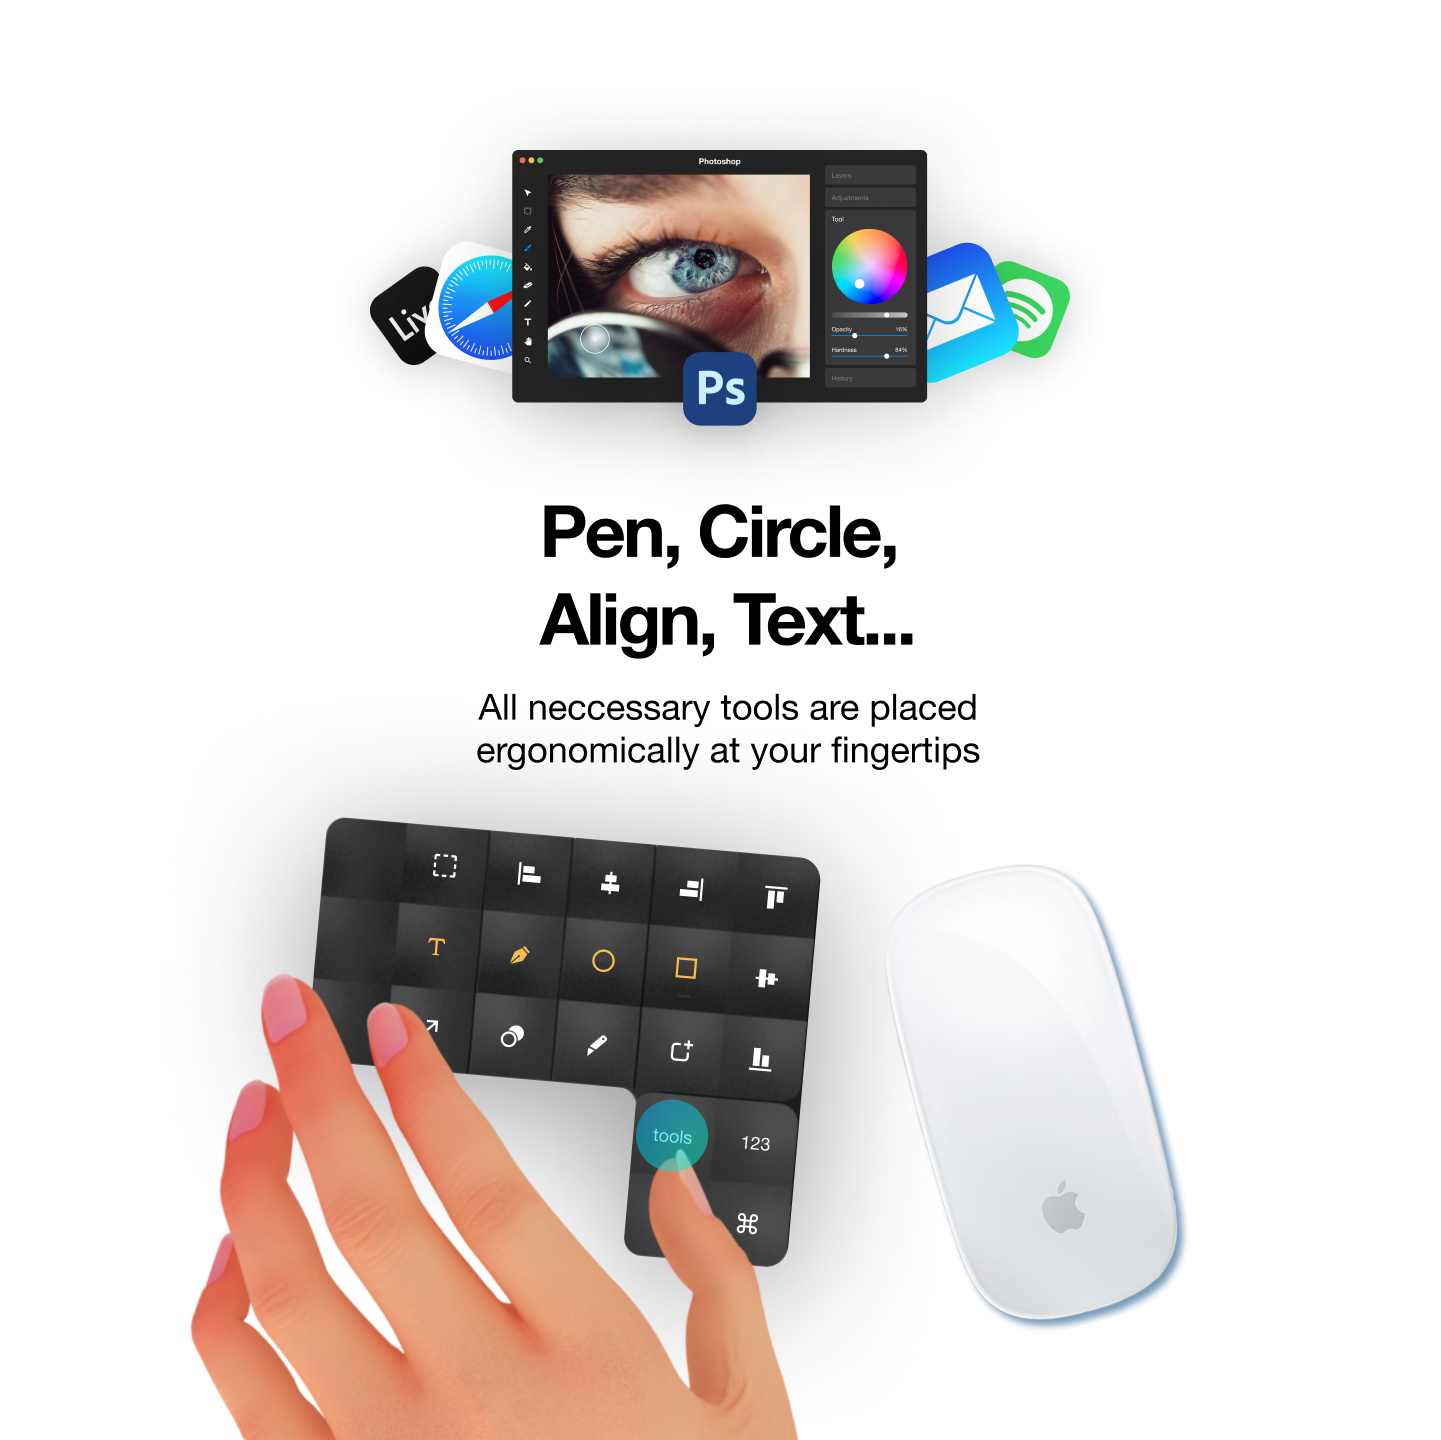 Photoshop
Layers
Adjustments
Tool
Opacity 16%
Hardness 84%
History
Liv
Ps
Pen, Circle,
Align, Text...
All neccessary tools are placed
ergonomically at your fingertips
T
tools
123
⌘